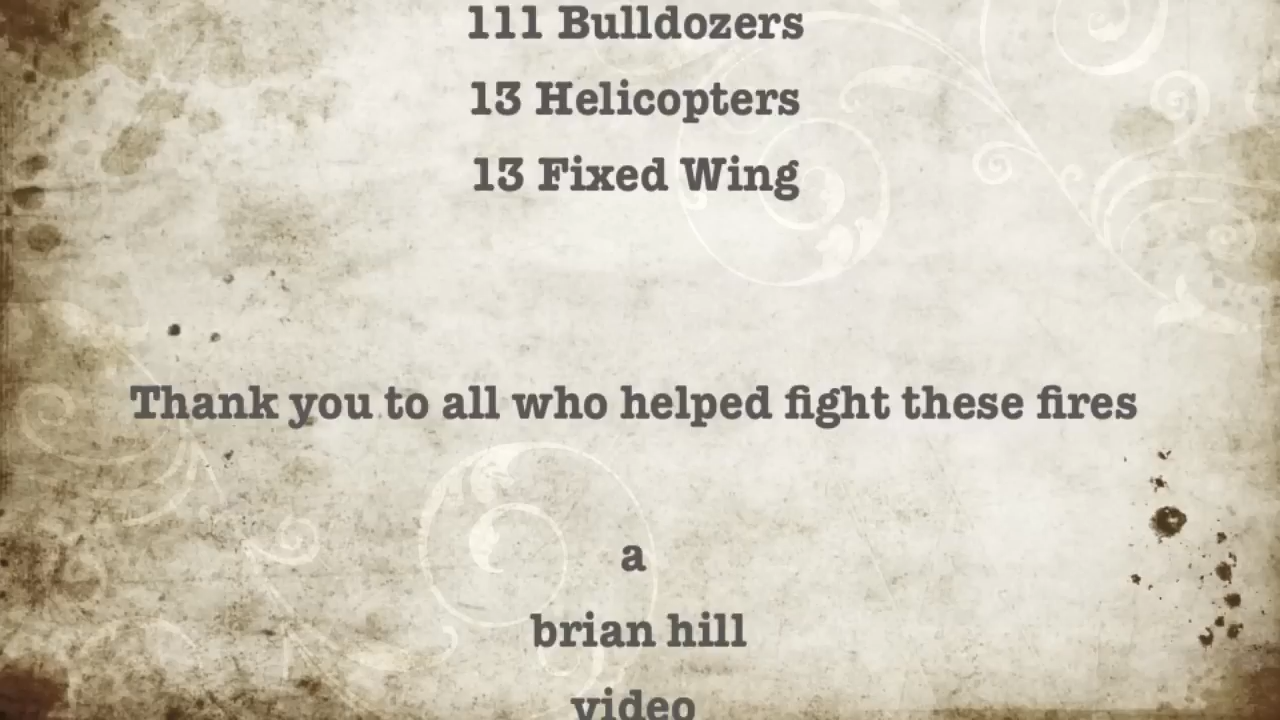 111 Bulldozers
13 Helicopters
13 Fixed Wing
Thank you to all who helped fight these fires
a
brian hill
video